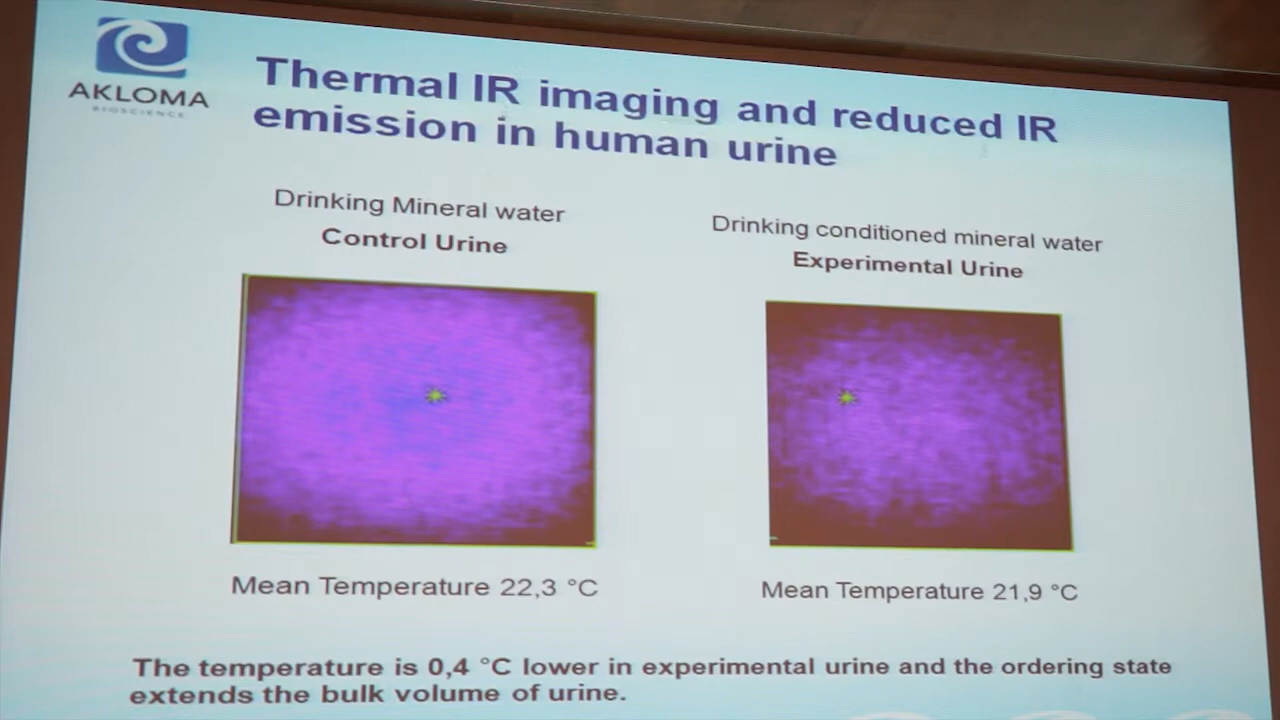 AKLOMA
BIOSCIENCE
Thermal IR imaging and reduced IR
emission in human urine
Drinking Mineral water
Control Urine
Drinking conditioned mineral water
Experimental Urine
Mean Temperature 22,3 °C
Mean Temperature 21,9 °C
The temperature is 0,4 °C lower in experimental urine and the ordering state
extends the bulk volume of urine.